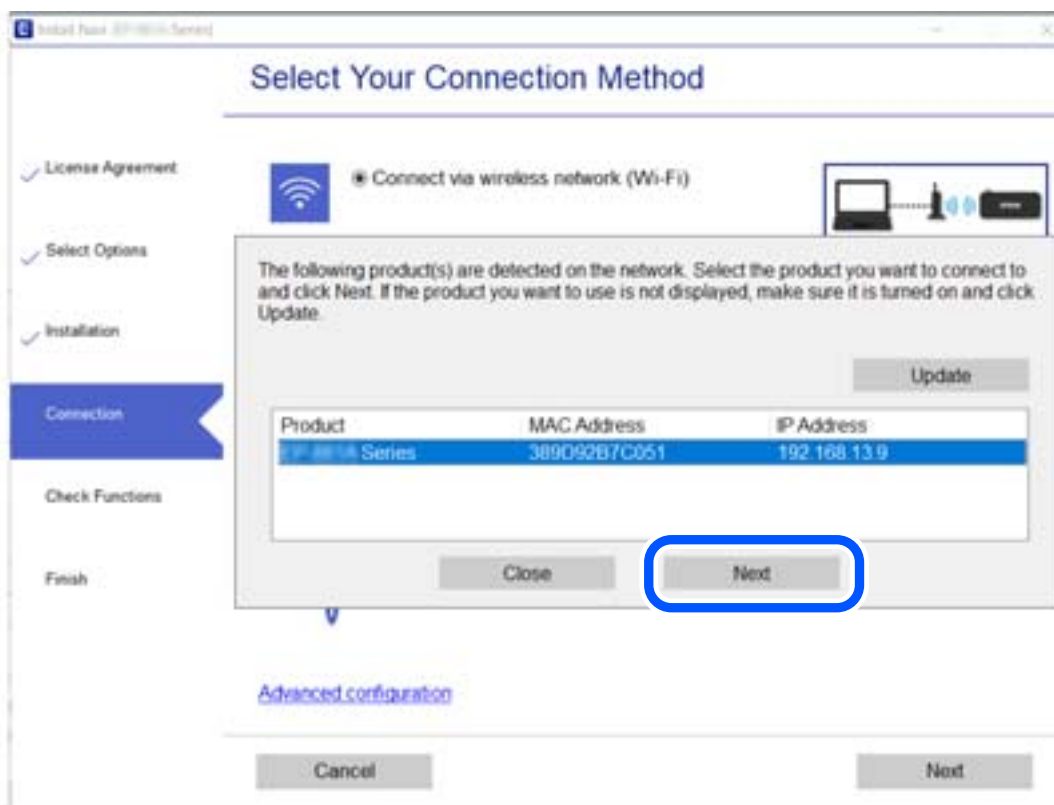 Install Navi
Series)
Select Your Connection Method
License Agreement
Connect via wireless network (Wi-Fi)
Select Options
The following product(s) are detected on the network. Select the product you want to connect to
and click Next. If the product you want to use is not displayed, make sure it is turned on and click
Update.
Installation
Update
Connection
Product MAC Address IP Address
Series 389D92B7C051 192.168.13.9
Check Functions
Close Next
Finish
Advanced configuration
Cancel Next